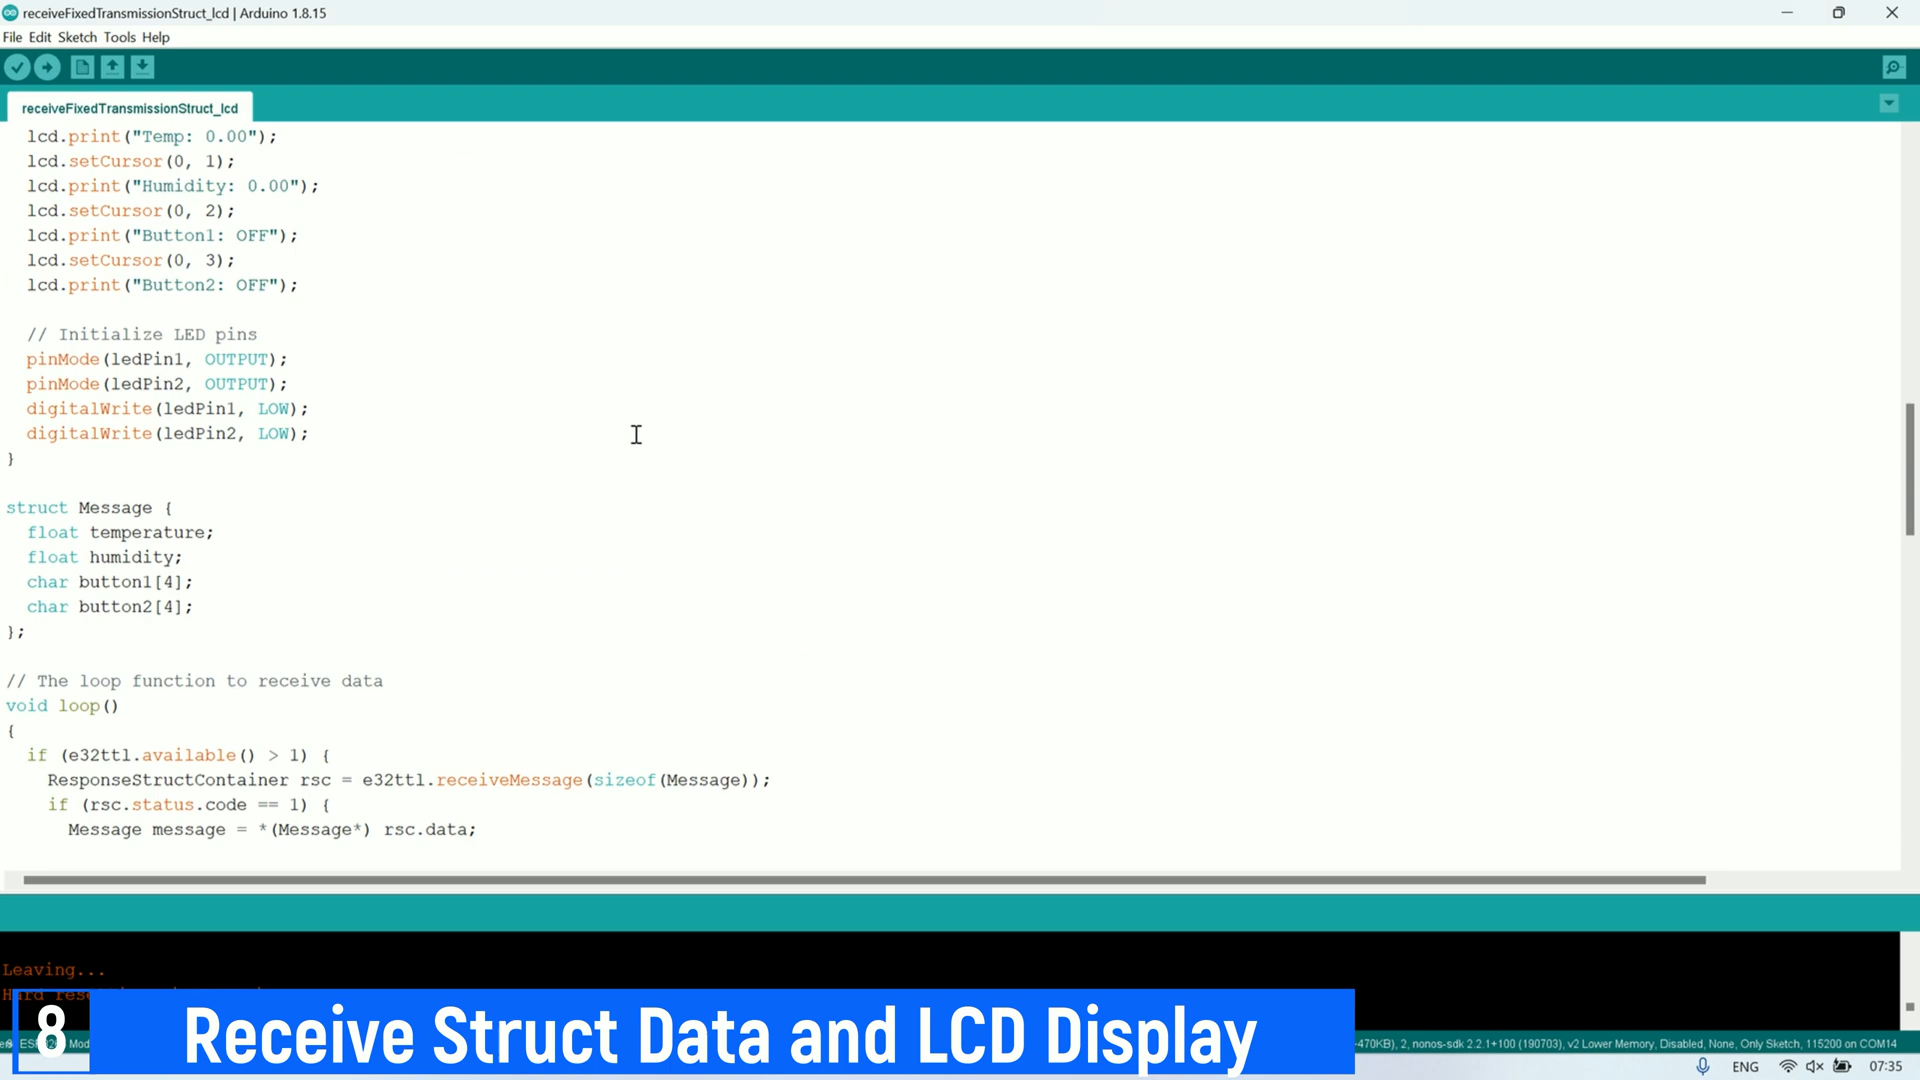 receiveFixedTransmissionStruct_lcd | Arduino 1.8.15
File Edit Sketch Tools Help
receiveFixedTransmissionStruct_lcd
lcd.print("Temp: 0.00");
lcd.setCursor(0, 1);
lcd.print("Humidity: 0.00");
lcd.setCursor(0, 2);
lcd.print("Button1: OFF");
lcd.setCursor(0, 3);
lcd.print("Button2: OFF");
// Initialize LED pins
pinMode(ledPin1, OUTPUT);
pinMode(ledPin2, OUTPUT);
digitalWrite(ledPin1, LOW);
digitalWrite(ledPin2, LOW);
}
struct Message {
float temperature;
float humidity;
char button1[4];
char button2[4];
};
// The loop function to receive data
void loop()
{
if (e32ttl.available() > 1) {
ResponseStructContainer rsc = e32ttl.receiveMessage(sizeof(Message));
if (rsc.status.code == 1) {
Message message = *(Message*) rsc.data;
Leaving...
Hard
8
Receive Struct Data and LCD Display
470KB), 2, nonos-sdk 2.2.1+100 (190703), v2 Lower Memory, Disabled, None, Only Sketch, 115200 on COM14
ENG
07:35